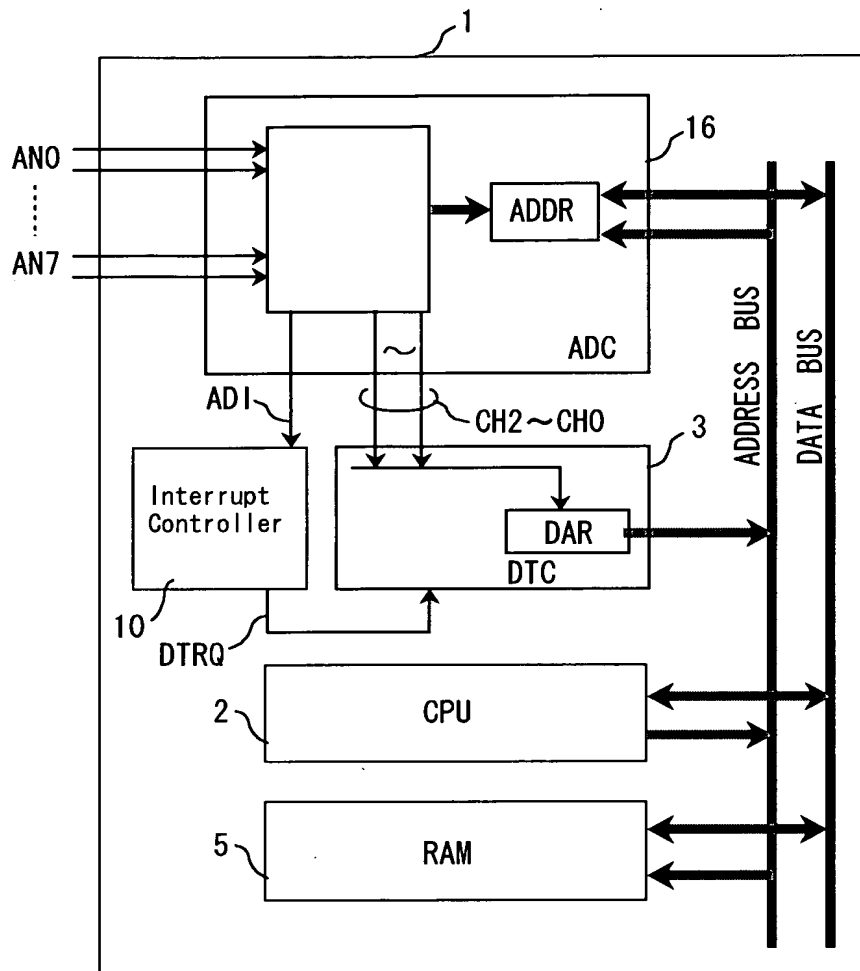 1
16
AN0
AN7
ADDR
ADC
ADI
CH2~CH0
3
ADDRESS BUS
DATA BUS
Interrupt
Controller
DAR
DTC
10
DTRQ
2
CPU
5
RAM